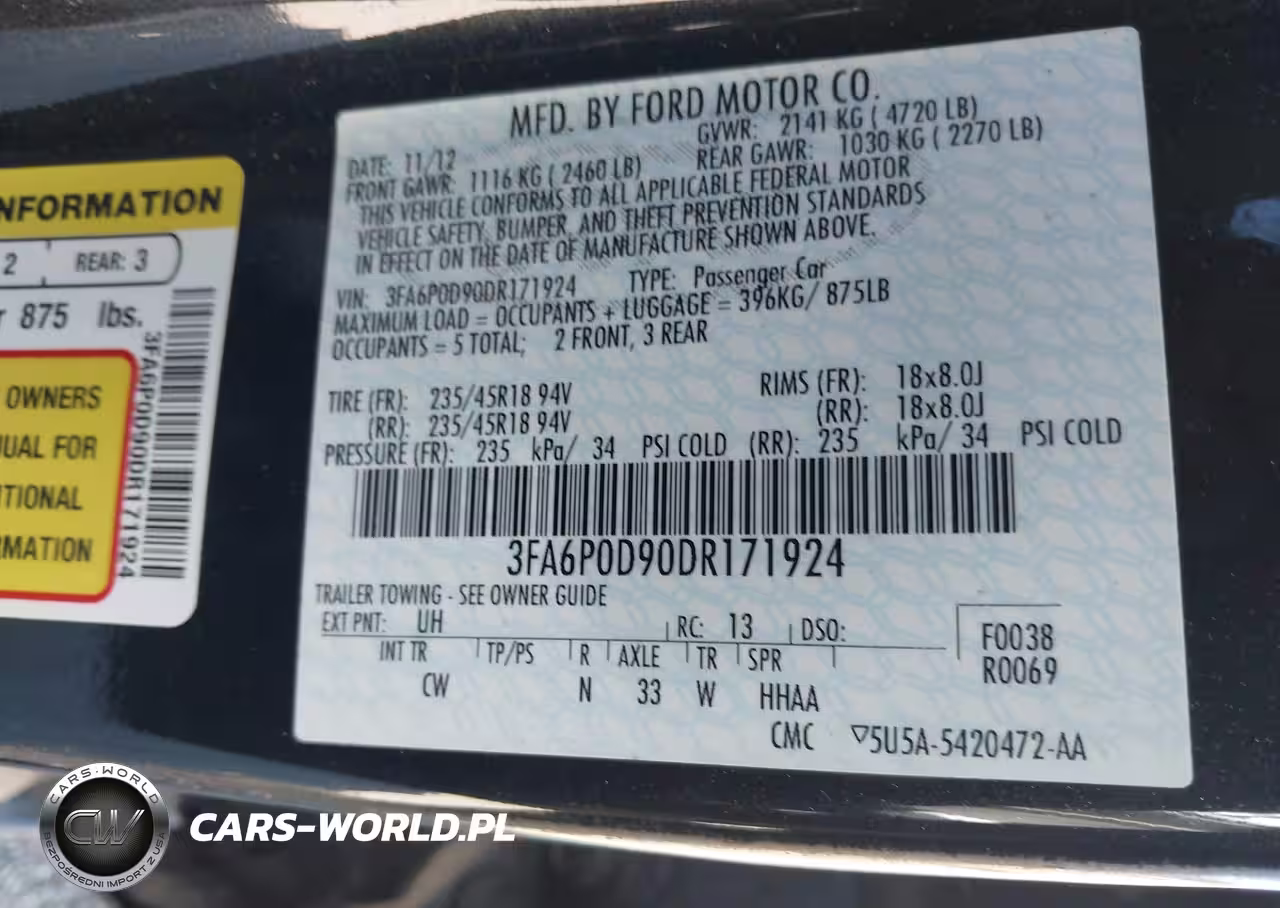 NFORMATION
2 REAR: 3
r 875 lbs.
OWNERS
UAL FOR
TIONAL
RMATION
3FA6P0D90DR171924
MFD. BY FORD MOTOR CO.
DATE: 11/12 GVWR: 2141 KG ( 4720 LB)
FRONT GAWR: 1116 KG ( 2460 LB) REAR GAWR: 1030 KG ( 2270 LB)
THIS VEHICLE CONFORMS TO ALL APPLICABLE FEDERAL MOTOR
VEHICLE SAFETY, BUMPER, AND THEFT PREVENTION STANDARDS
IN EFFECT ON THE DATE OF MANUFACTURE SHOWN ABOVE.
VIN: 3FA6P0D90DR171924 TYPE: Passenger Car
MAXIMUM LOAD = OCCUPANTS + LUGGAGE = 396KG/ 875LB
OCCUPANTS = 5 TOTAL; 2 FRONT, 3 REAR
TIRE (FR): 235/45R18 94V RIMS (FR): 18x8.0J
(RR): 235/45R18 94V (RR): 18x8.0J
PRESSURE (FR): 235 kPa/ 34 PSI COLD (RR): 235 kPa/ 34 PSI COLD
3FA6P0D90DR171924
TRAILER TOWING - SEE OWNER GUIDE
EXT PNT: UH RC: 13 DSO: F0038
INT TR TP/PS R AXLE TR SPR R0069
CW N 33 W HHAA
CMC ▽5U5A-5420472-AA
CARS-WORLD
CW
BEZPOŚREDNI IMPORT Z USA
CARS-WORLD.PL